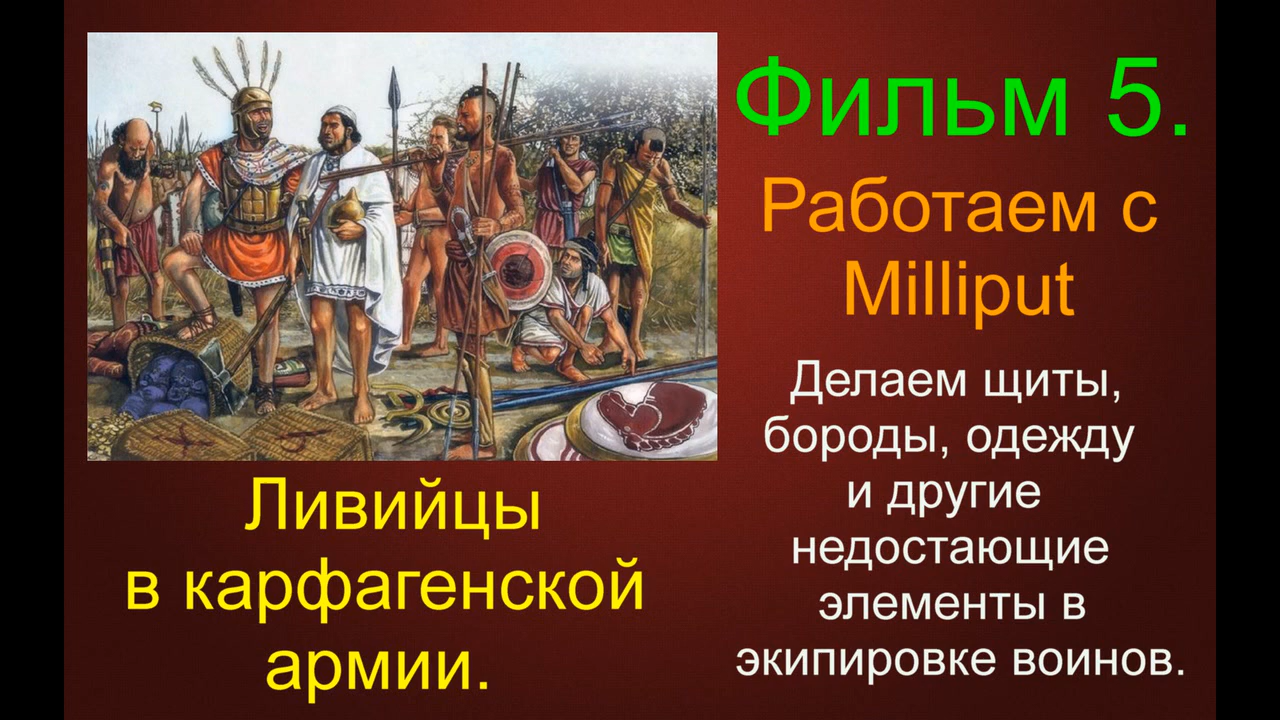 Фильм 5.
Работаем с
Milliput
Делаем щиты,
бороды, одежду
и другие
недостающие
элементы в
экипировке воинов.
Ливийцы
в карфагенской
армии.